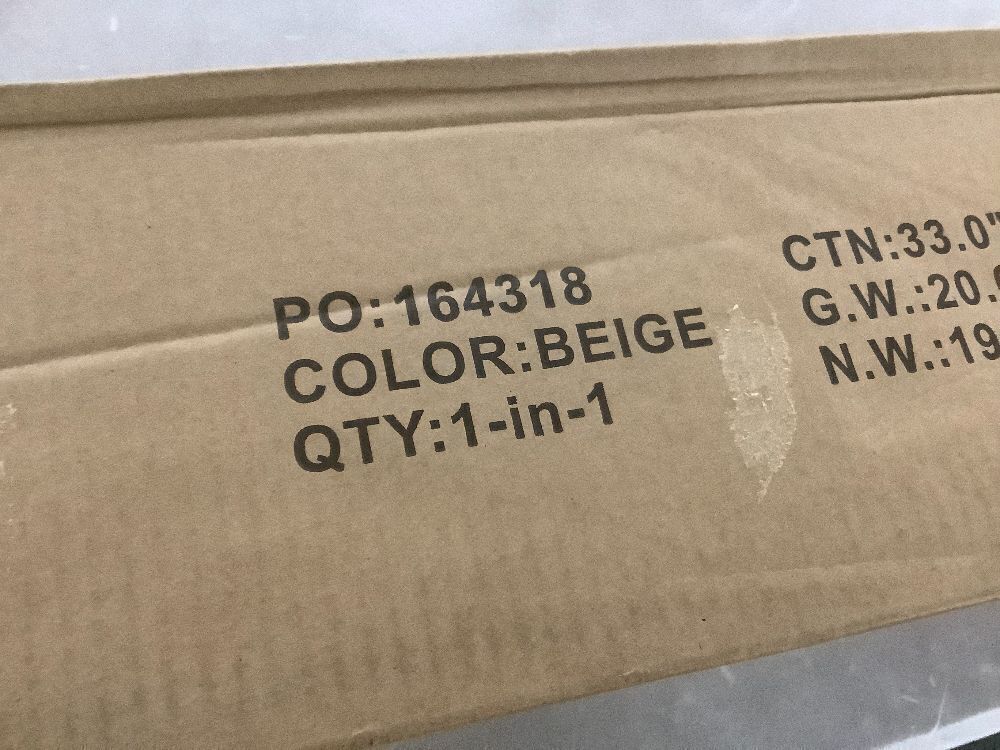 PO:164318
COLOR:BEIGE
QTY:1-in-1
CTN:33.0"
G.W.:20.
N.W.:19